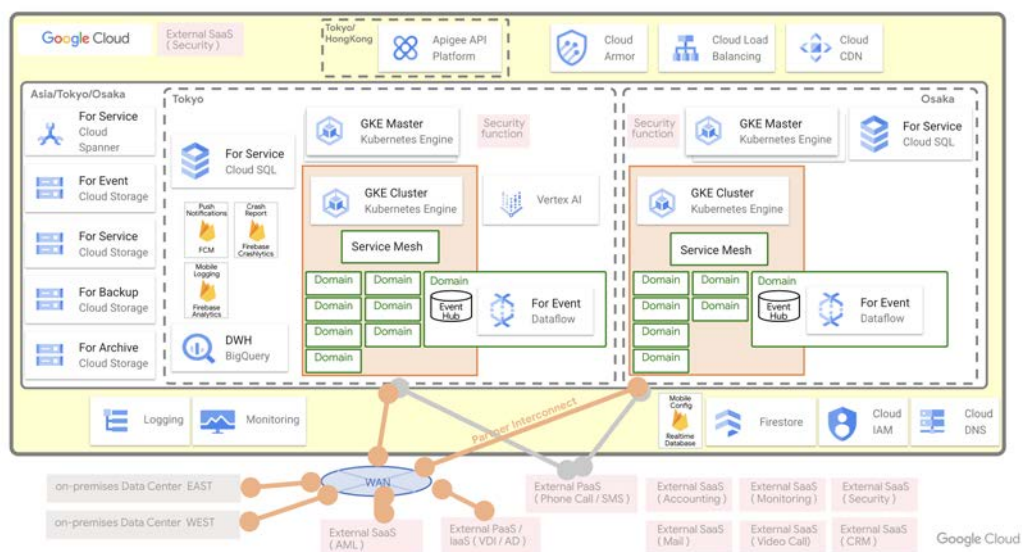 Google Cloud
External SaaS
(Security)
Tokyo/
HongKong
Apigee API
Platform
Cloud
Armor
Cloud Load
Balancing
Cloud
CDN
Asia/Tokyo/Osaka
For Service
Cloud
Spanner
For Event
Cloud Storage
For Service
Cloud Storage
For Backup
Cloud Storage
For Archive
Cloud Storage
Tokyo
For Service
Cloud SQL
Push
Notifications
FCM
Crash
Report
Firebase
Crashlytics
Mobile
Logging
Firebase
Analytics
DWH
BigQuery
GKE Master
Kubernetes Engine
Security
function
GKE Cluster
Kubernetes Engine
Vertex AI
Service Mesh
Domain
Domain
Domain
Domain
Domain
Domain
Domain
Domain
Event
Hub
For Event
Dataflow
Osaka
Security
function
GKE Master
Kubernetes Engine
For Service
Cloud SQL
GKE Cluster
Kubernetes Engine
Service Mesh
Domain
Domain
Domain
Domain
Domain
Domain
Domain
Event
Hub
For Event
Dataflow
Logging
Monitoring
Partner Interconnect
Mobile
Config
Realtime
Database
Firestore
Cloud
IAM
Cloud
DNS
on-premises Data Center EAST
on-premises Data Center WEST
WAN
External SaaS
(AML)
External PaaS /
IaaS ( VDI / AD )
External PaaS
(Phone Call / SMS)
External SaaS
(Accounting)
External SaaS
(Monitoring)
External SaaS
(Security)
External SaaS
(Mail)
External SaaS
(Video Call)
External SaaS
(CRM)
Google Cloud